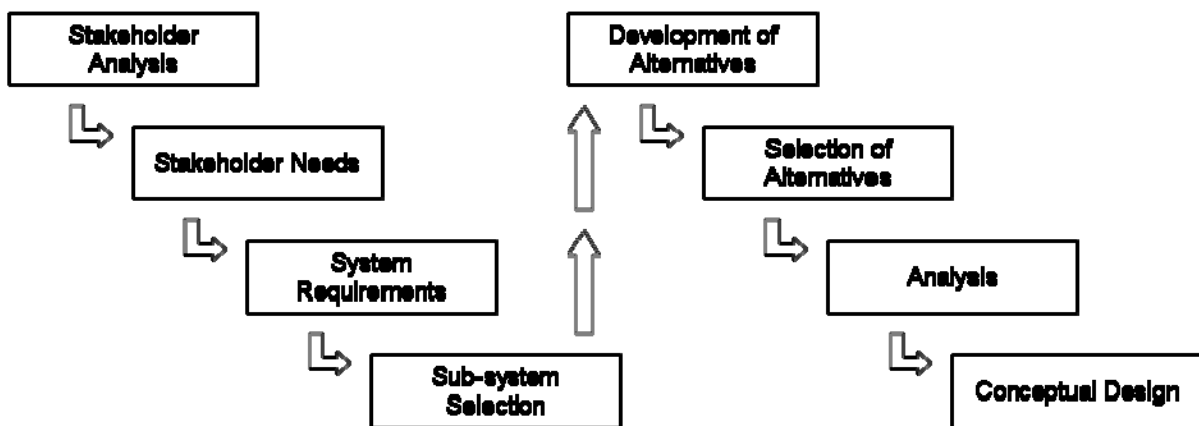 Stakeholder
Analysis
Stakeholder Needs
System
Requirements
Sub-system
Selection
Development of
Alternatives
Selection of
Alternatives
Analysis
Conceptual Design